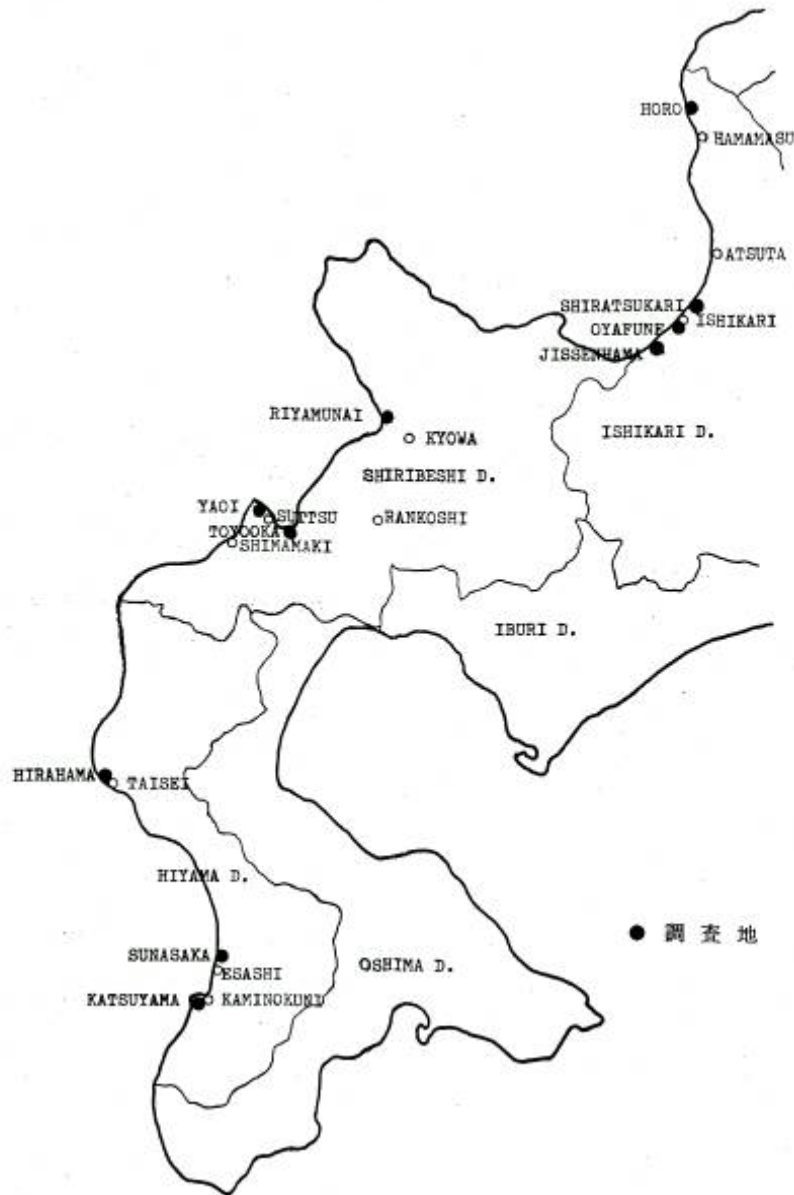 HORO
HAMAMASU
ATSUTA
SHIRATSUKARI
ISHIKARI
OYAFUNE
JISSENHAMA
RIYAMUNAI
KYOWA
ISHIKARI D.
SHIRIBESHI D.
YAOI
SUTTSU
RANKOSHI
TOYOOKA
SHIMAMAKI
IBURI D.
HIRAHAMA
TAISEI
HIYAMA D.
SUNASAKA
ESASHI
OSHIMA D.
● 調査地
KATSUYAMA
KAMINOKUNI